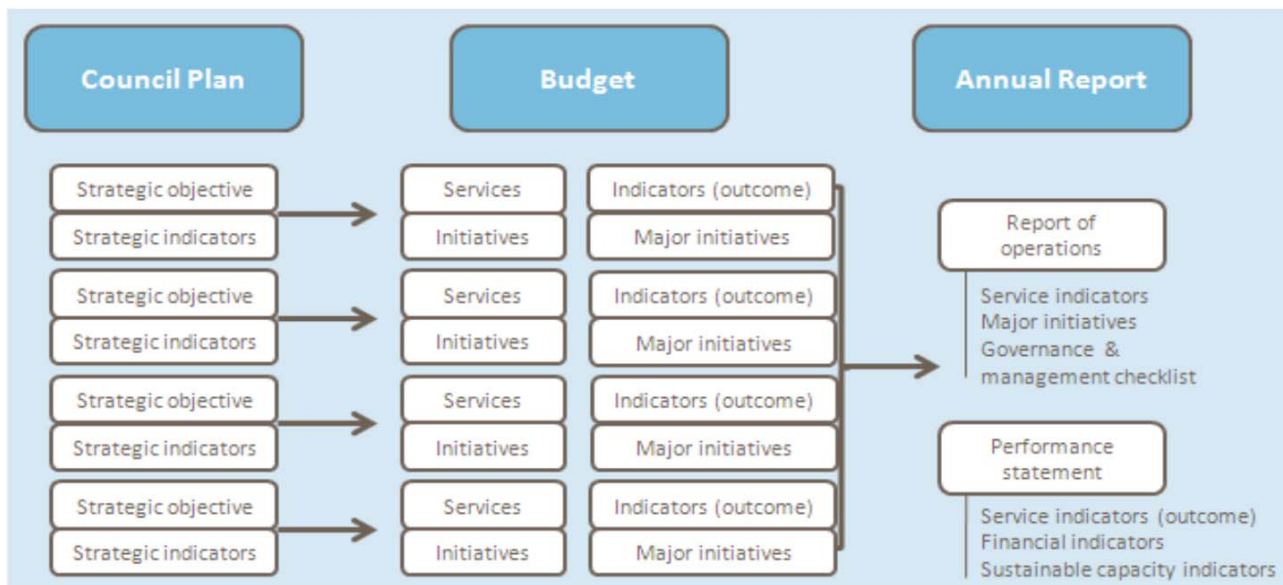 Council Plan
Budget
Annual Report
Strategic objective
Strategic indicators
Services
Initiatives
Indicators (outcome)
Major initiatives
Strategic objective
Strategic indicators
Services
Initiatives
Indicators (outcome)
Major initiatives
Strategic objective
Strategic indicators
Services
Initiatives
Indicators (outcome)
Major initiatives
Strategic objective
Strategic indicators
Services
Initiatives
Indicators (outcome)
Major initiatives
Report of
operations
Service indicators
Major initiatives
Governance &
management checklist
Performance
statement
Service indicators (outcome)
Financial indicators
Sustainable capacity indicators